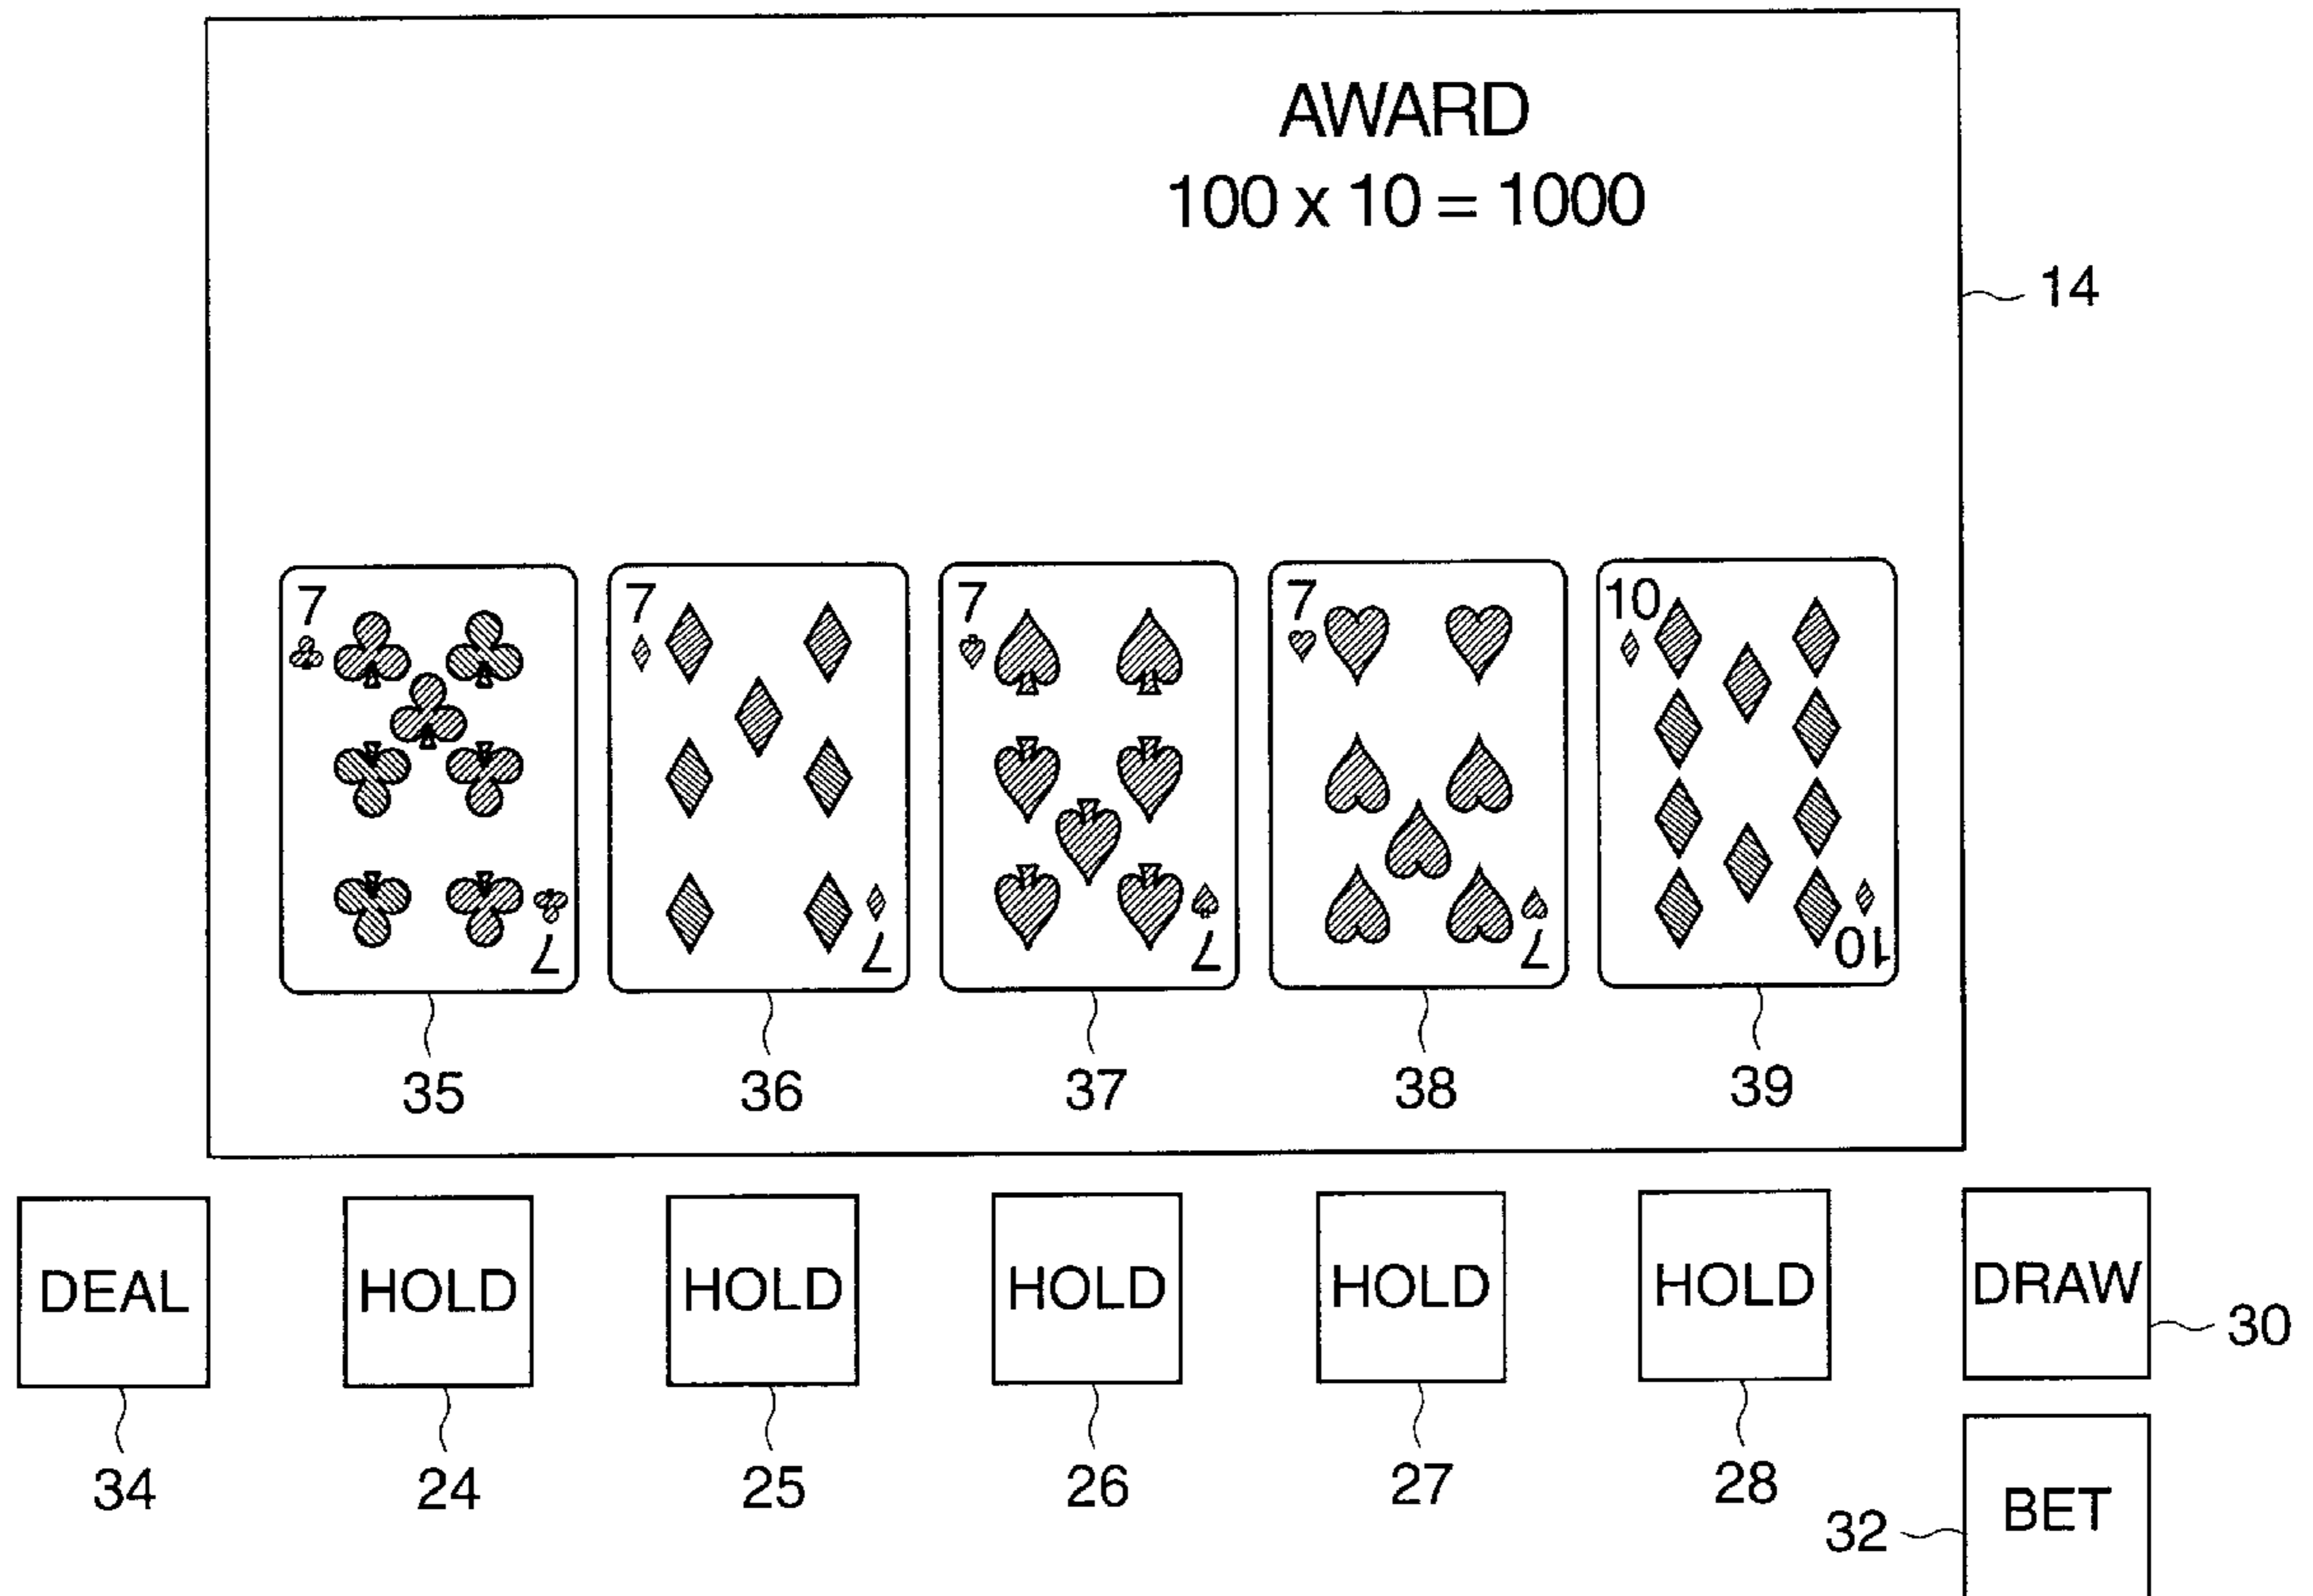 AWARD
100 x 10 = 1000
14
7 7 7 7 10
7 7 7 7 10
35 36 37 38 39
DEAL HOLD HOLD HOLD HOLD HOLD DRAW
30
34 24 25 26 27 28
32 BET